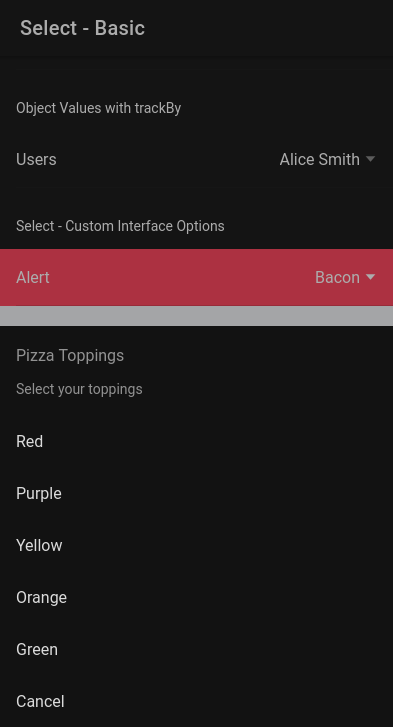 Select - Basic
Object Values with trackBy
Users Alice Smith
Select - Custom Interface Options
Alert Bacon
Pizza Toppings
Select your toppings
Red
Purple
Yellow
Orange
Green
Cancel